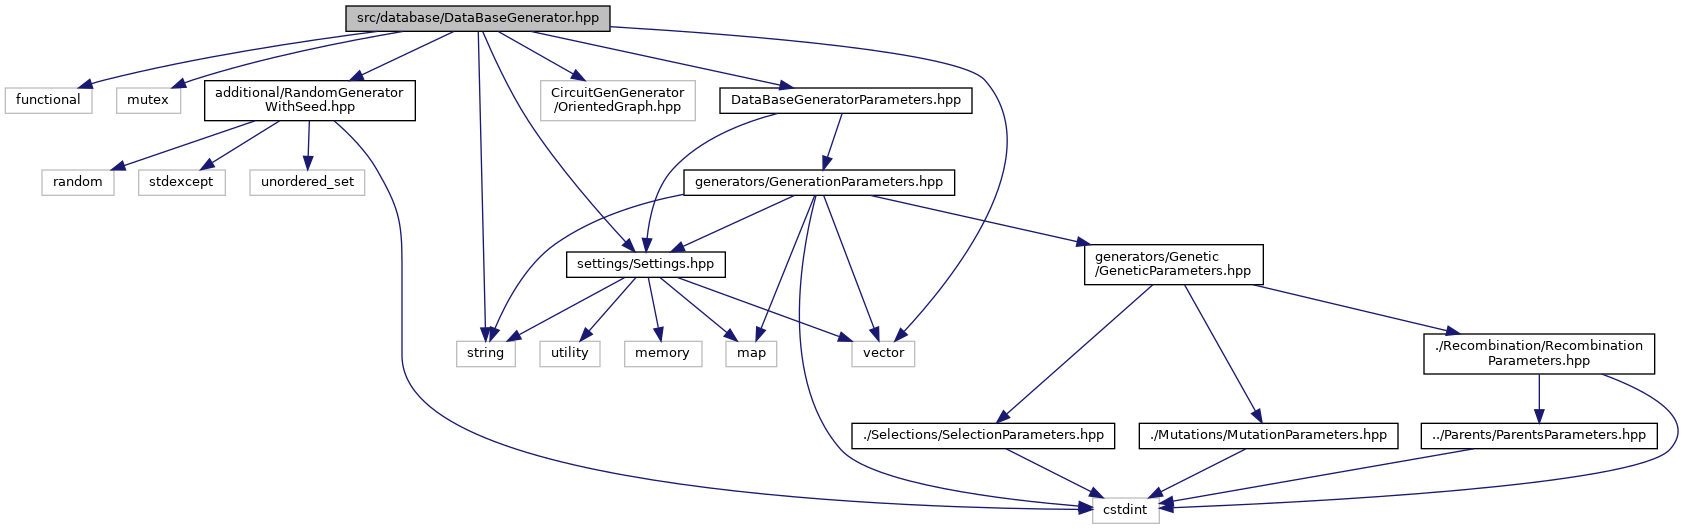 src/database/DataBaseGenerator.hpp
functional
mutex
additional/RandomGenerator
WithSeed.hpp
CircuitGenGenerator
/OrientedGraph.hpp
DataBaseGeneratorParameters.hpp
random
stdexcept
unordered_set
generators/GenerationParameters.hpp
settings/Settings.hpp
generators/Genetic
/GeneticParameters.hpp
string
utility
memory
map
vector
./Recombination/Recombination
Parameters.hpp
./Selections/SelectionParameters.hpp
./Mutations/MutationParameters.hpp
../Parents/ParentsParameters.hpp
cstdint